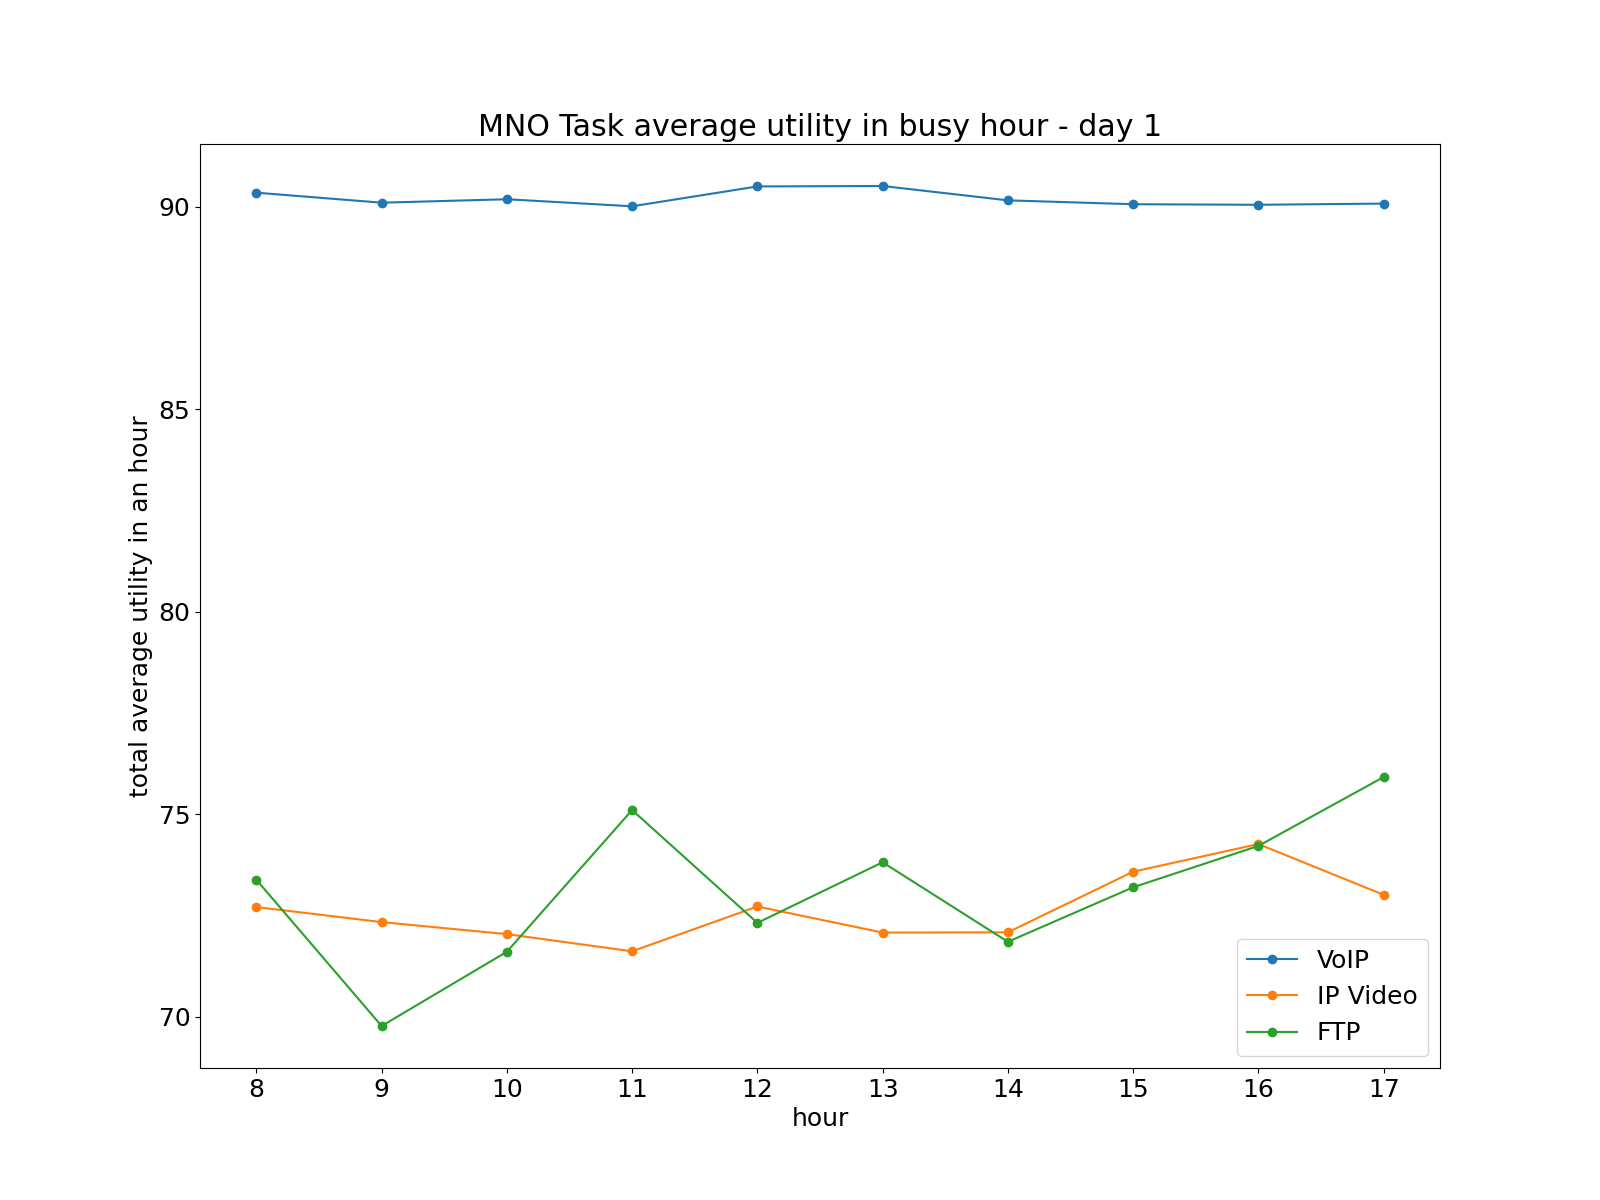 MNO Task average utility in busy hour - day 1
total average utility in an hour
90
85
80
75
70
8 9 10 11 12 13 14 15 16 17
hour
VoIP
IP Video
FTP